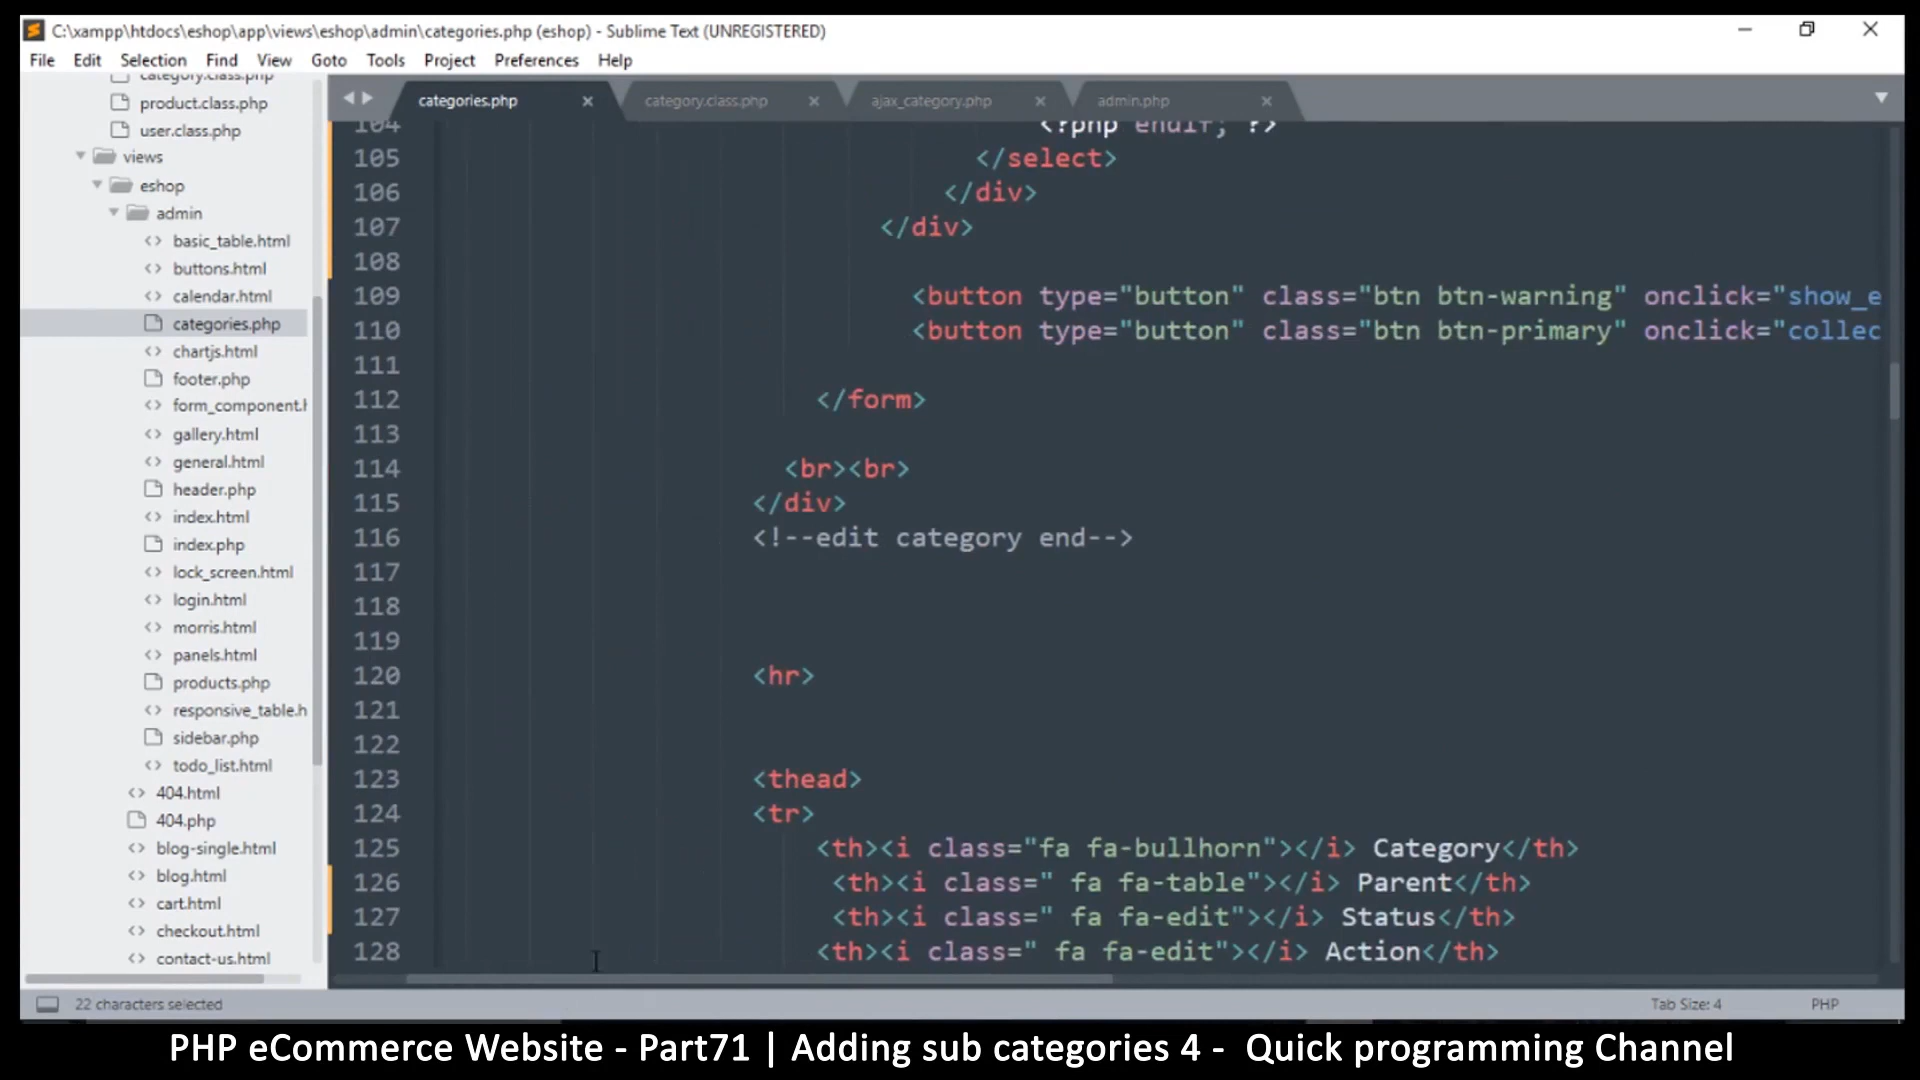 C:\xampp\htdocs\eshop\app\views\eshop\admin\categories.php (eshop) - Sublime Text (UNREGISTERED)
File Edit Selection Find View Goto Tools Project Preferences Help
category.class.php
product.class.php
user.class.php
views
eshop
admin
basic_table.html
buttons.html
calendar.html
categories.php
chartjs.html
footer.php
form_component.h
gallery.html
general.html
header.php
index.html
index.php
lock_screen.html
login.html
morris.html
panels.html
products.php
responsive_table.h
sidebar.php
todo_list.html
404.html
404.php
blog-single.html
blog.html
cart.html
checkout.html
contact-us.html
categories.php category.class.php ajax_category.php admin.php
104 <?php endif; ?>
105 </select>
106 </div>
107 </div>
108
109 <button type="button" class="btn btn-warning" onclick="show_e
110 <button type="button" class="btn btn-primary" onclick="collec
111
112 </form>
113
114 <br><br>
115 </div>
116 <!--edit category end-->
117
118
119
120 <hr>
121
122
123 <thead>
124 <tr>
125 <th><i class="fa fa-bullhorn"></i> Category</th>
126 <th><i class=" fa fa-table"></i> Parent</th>
127 <th><i class=" fa fa-edit"></i> Status</th>
128 <th><i class=" fa fa-edit"></i> Action</th>
22 characters selected Tab Size: 4 PHP
PHP eCommerce Website - Part71 | Adding sub categories 4 - Quick programming Channel